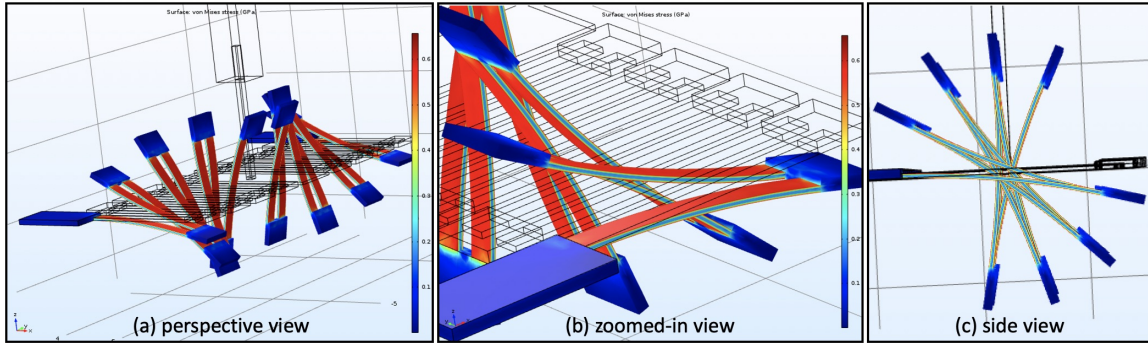 Surface: von Mises stress (GPa)
0.6
0.5
0.4
0.3
0.2
0.1
-5
4
z
y
x
(a) perspective view
Surface: von Mises stress (GPa)
0.6
0.5
0.4
0.3
0.2
0.1
z
x
(b) zoomed-in view
(c) side view